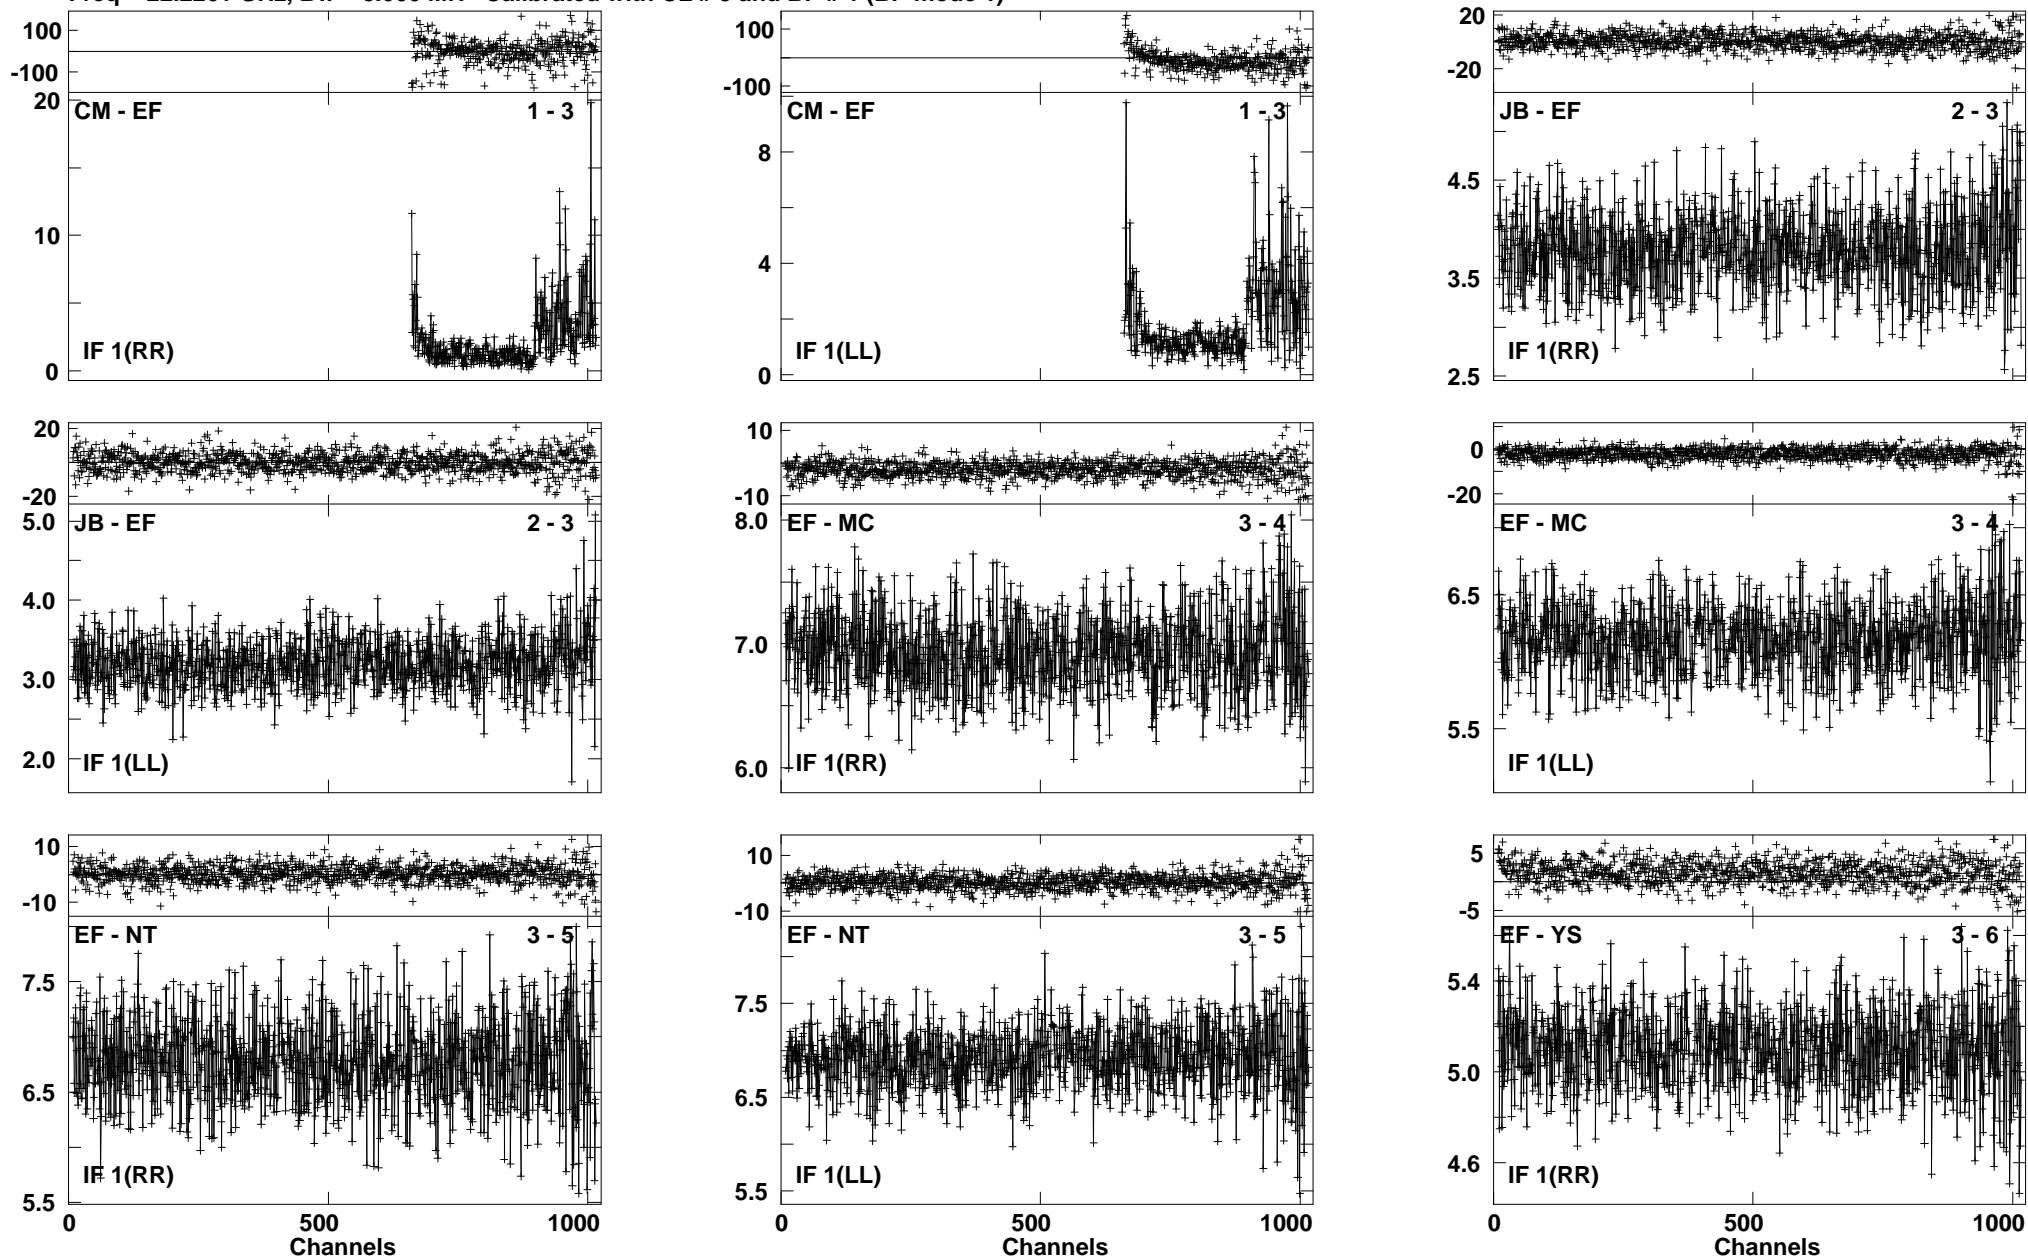 100
-100
20
10
0
CM - EF 1 - 3
IF 1(RR)
100
-100
8
4
0
CM - EF 1 - 3
IF 1(LL)
20
-20
4.5
3.5
2.5
JB - EF 2 - 3
IF 1(RR)
20
-20
5.0
4.0
3.0
2.0
JB - EF 2 - 3
IF 1(LL)
10
-10
8.0
7.0
6.0
EF - MC 3 - 4
IF 1(RR)
0
-20
6.5
5.5
EF - MC 3 - 4
IF 1(LL)
10
-10
7.5
6.5
5.5
EF - NT 3 - 5
IF 1(RR)
0 500 1000
Channels
10
-10
7.5
6.5
5.5
EF - NT 3 - 5
IF 1(LL)
0 500 1000
Channels
5
-5
5.4
5.0
4.6
EF - YS 3 - 6
IF 1(RR)
0 500 1000
Channels